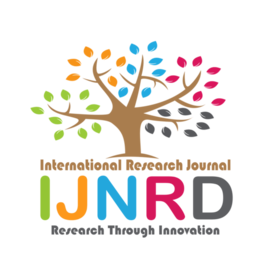 International Research Journal
IJNRD
Research Through Innovation